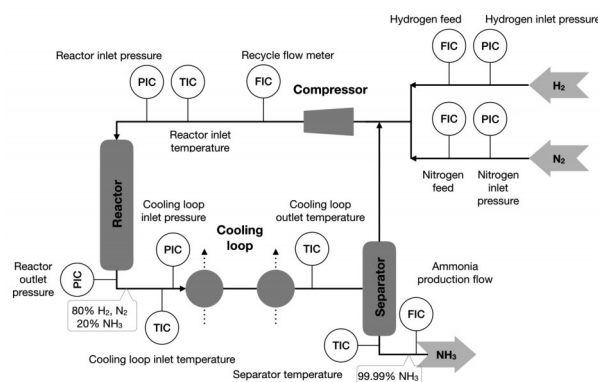 Hydrogen feed
Hydrogen inlet pressure
Reactor inlet pressure
Recycle flow meter
FIC
PIC
PIC
TIC
FIC
Compressor
H₂
Reactor inlet
temperature
FIC
PIC
N₂
Nitrogen
feed
Nitrogen
inlet
pressure
Reactor
Cooling loop
inlet pressure
Cooling
loop
Cooling loop
outlet temperature
PIC
TIC
Separator
Reactor
outlet
pressure
PIC
80% H₂, N₂
20% NH₃
TIC
Cooling loop inlet temperature
Ammonia
production flow
FIC
TIC
NH₃
Separator temperature
99.99% NH₃